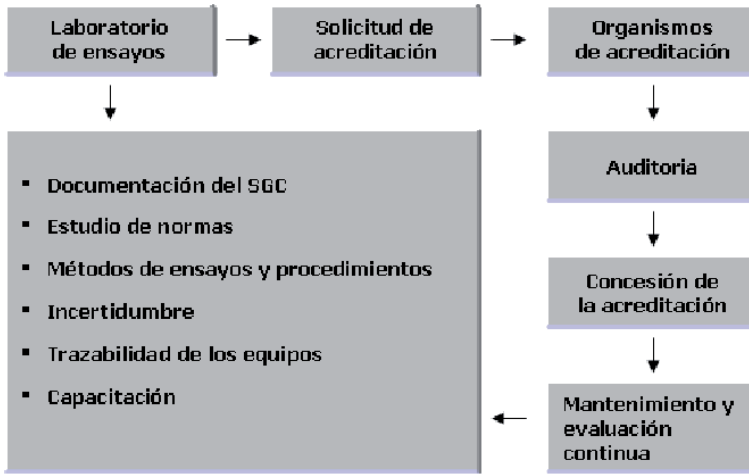 Laboratorio
de ensayos
Solicitud de
acreditación
Organismos
de acreditación
Auditoria
Concesión de
la acreditación
Mantenimiento y
evaluación
continua
▪ Documentación del SGC
▪ Estudio de normas
▪ Métodos de ensayos y procedimientos
▪ Incertidumbre
▪ Trazabilidad de los equipos
▪ Capacitación